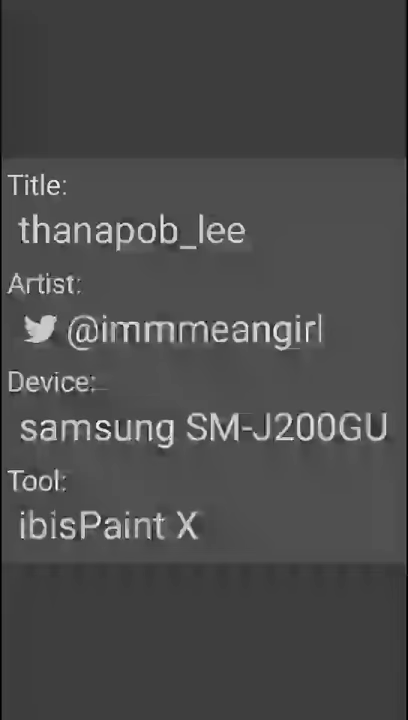 Title:
thanapob_lee
Artist:
@immmeangirl
Device:
samsung SM-J200GU
Tool:
ibisPaint X